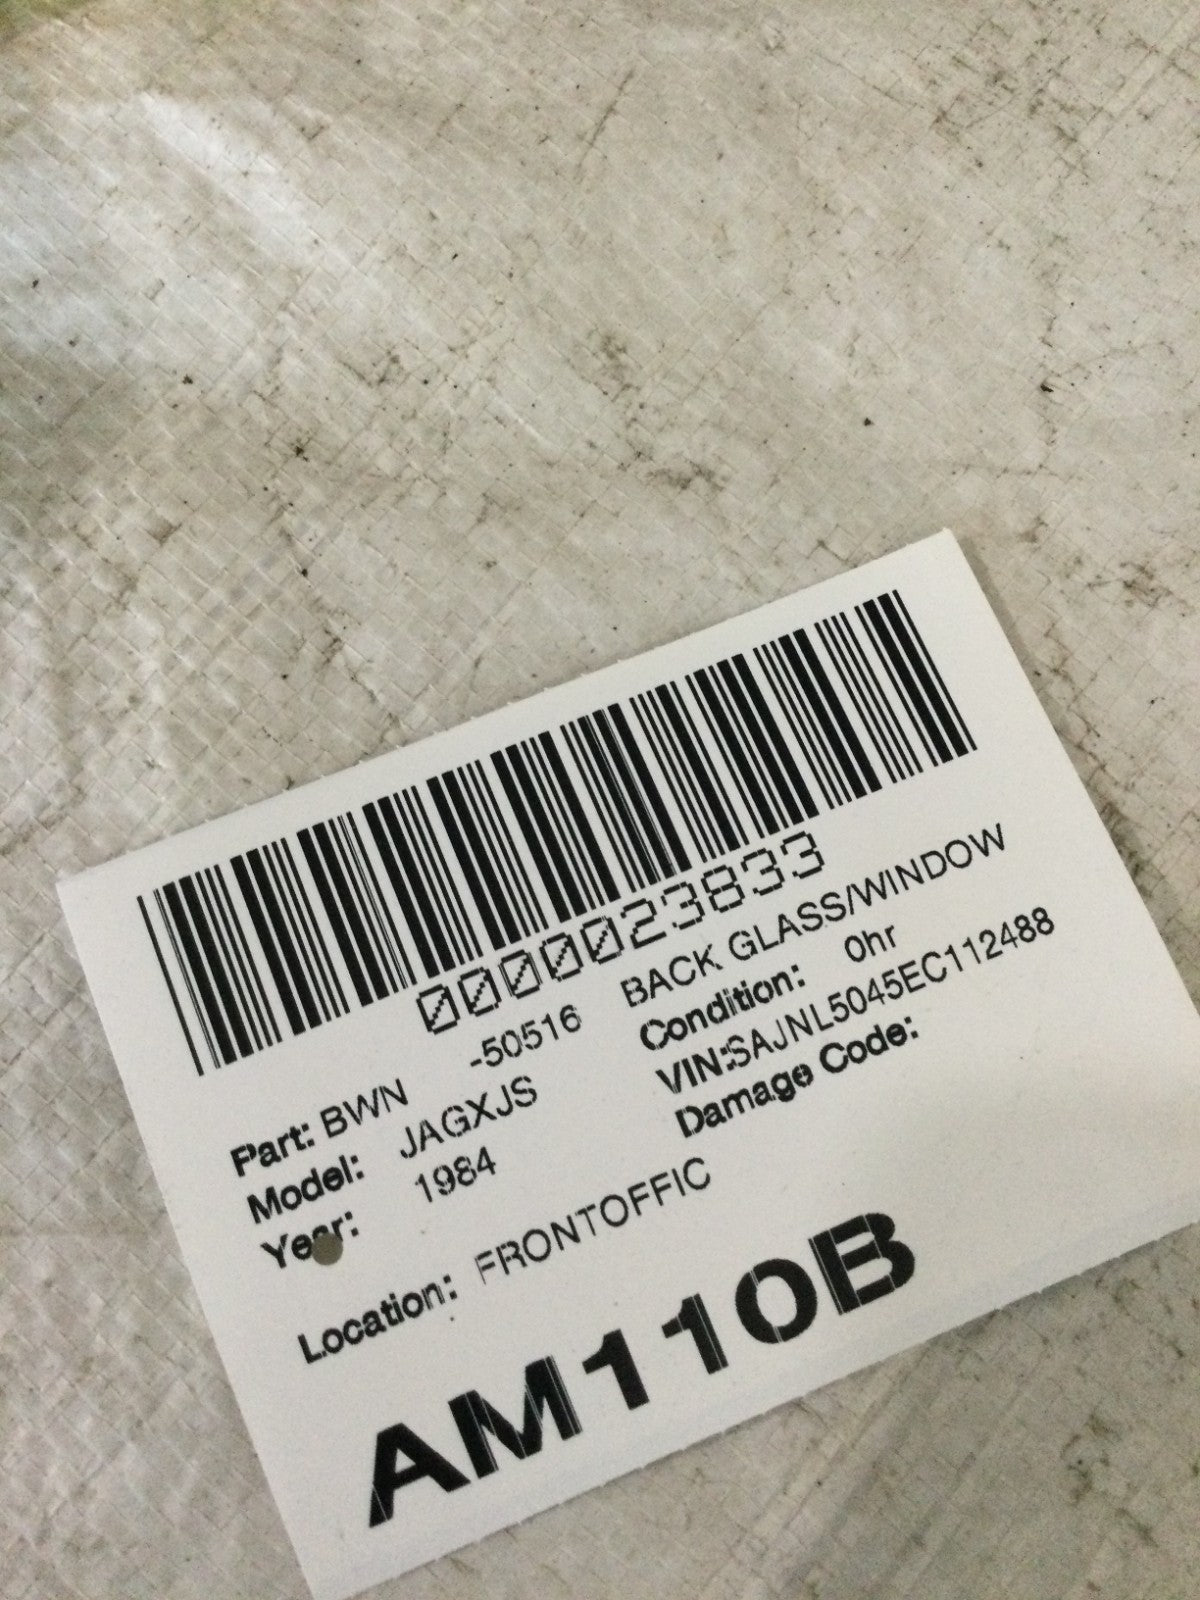 0000023833
Part: BWN -50516 BACK GLASS/WINDOW
Model: JAGXJS Condition: 0hr
Year: 1984 VIN:SAJNL5045EC112488
Damage Code:
Location: FRONTOFFIC
AM110B